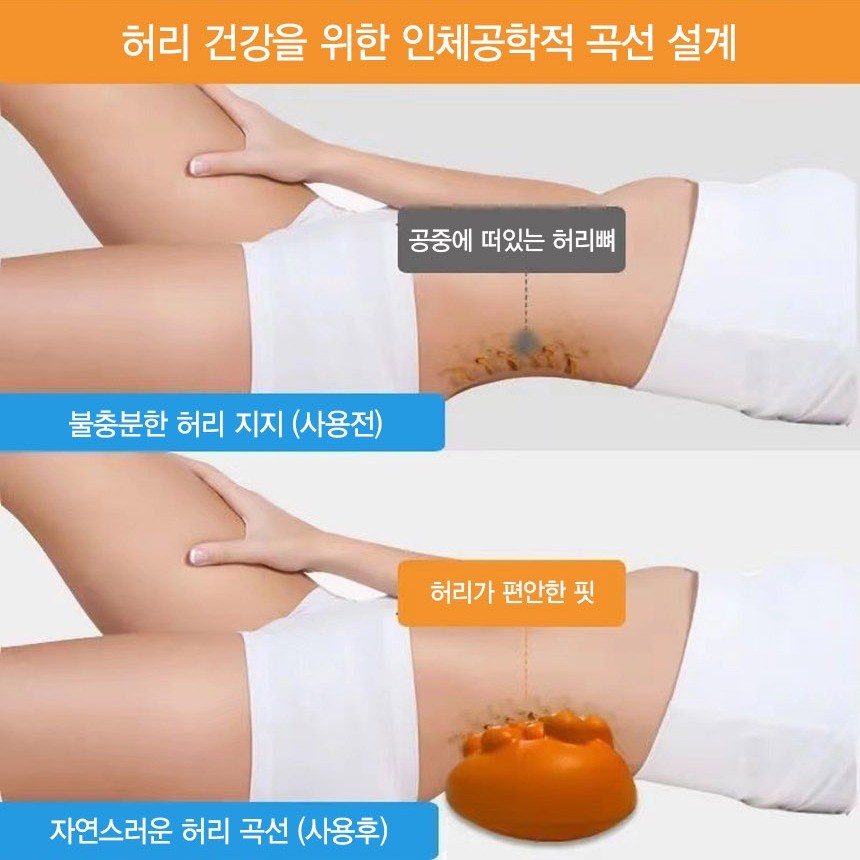 허리 건강을 위한 인체공학적 곡선 설계
공중에 떠있는 허리뼈
불충분한 허리 지지 (사용전)
허리가 편안한 핏
자연스러운 허리 곡선 (사용후)